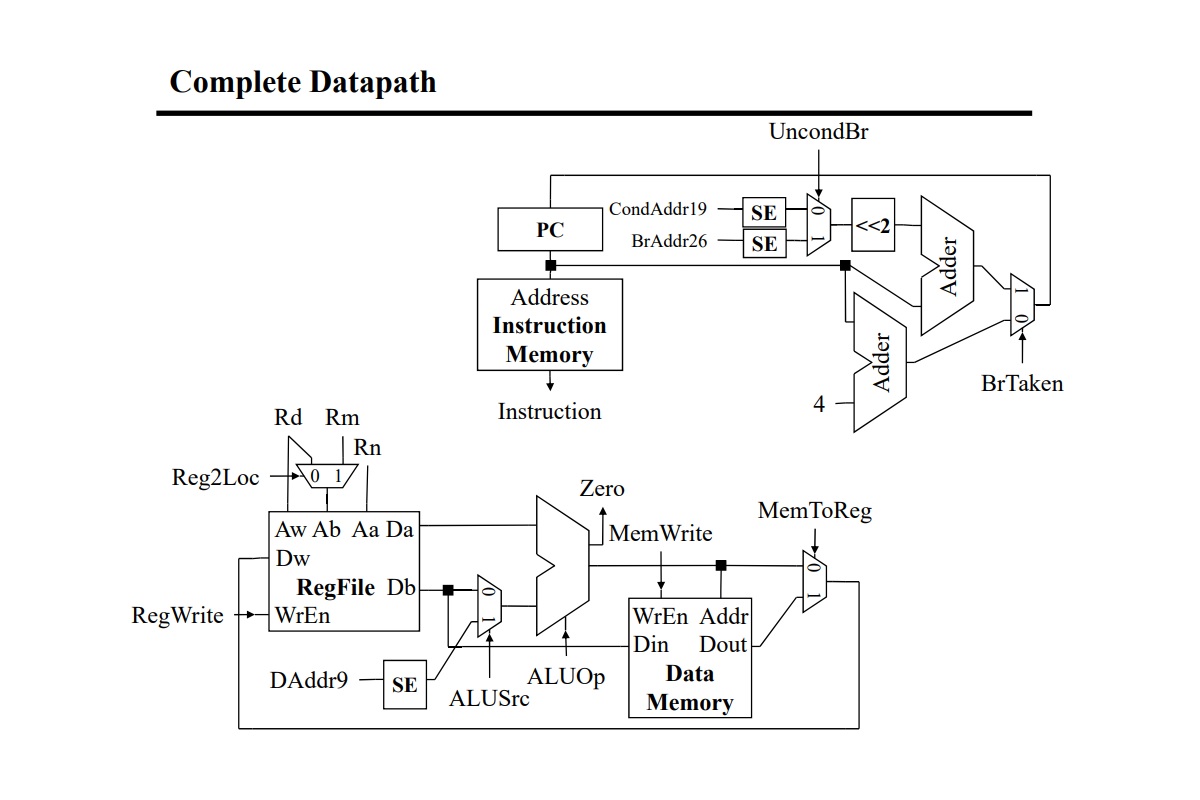 Complete Datapath
UncondBr
CondAddr19
SE
0
BrAddr26
SE
1
<<2
PC
Adder
Address
Instruction
Memory
1
0
Adder
BrTaken
4
Instruction
Rd Rm
Rn
Reg2Loc
0 1
Zero
MemWrite
MemToReg
Aw Ab Aa Da
Dw
RegFile Db
RegWrite
WrEn
0
1
0
1
WrEn Addr
Din Dout
Data
Memory
DAddr9
SE
ALUSrc
ALUOp